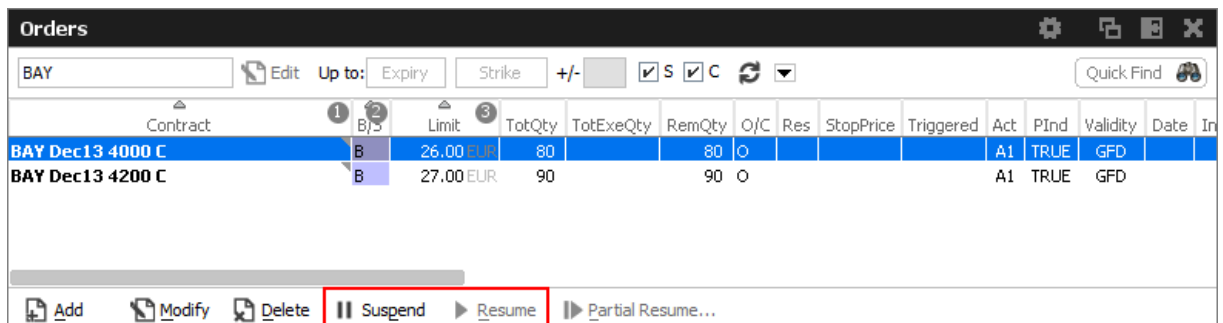 Orders
BAY Edit Up to: Expiry Strike +/- S C Quick Find
Contract 1 B/S 2 Limit 3 TotQty TotExeQty RemQty O/C Res StopPrice Triggered Act PInd Validity Date In
BAY Dec13 4000 C B 26.00 EUR 80 80 O A1 TRUE GFD
BAY Dec13 4200 C B 27.00 EUR 90 90 O A1 TRUE GFD
Add Modify Delete Suspend Resume Partial Resume...